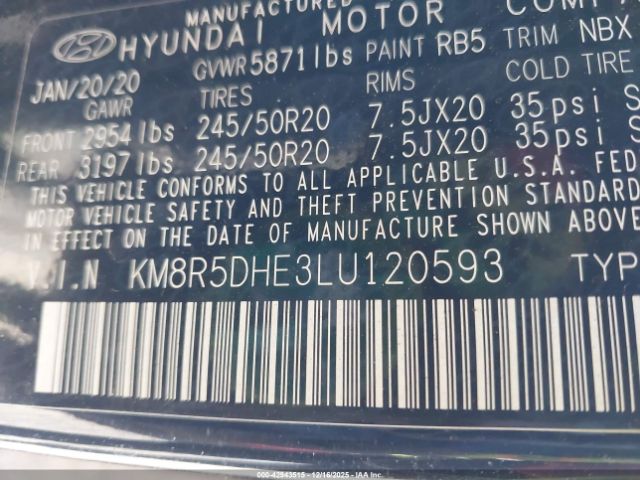 MANUFACTURED
HYUNDAI MOTOR
JAN/20/20 GVWR 5871 lbs PAINT RB5 TRIM NBX
GAWR TIRES RIMS COLD TIRE
FRONT 2954 lbs 245/50R20 7.5JX20 35psi S
REAR 3197 lbs 245/50R20 7.5JX20 35psi S
THIS VEHICLE CONFORMS TO ALL APPLICABLE U.S.A. FED
MOTOR VEHICLE SAFETY AND THEFT PREVENTION STANDARD
IN EFFECT ON THE DATE OF MANUFACTURE SHOWN ABOVE
V.I.N KM8R5DHE3LU120593 TYP
00-42543515 - 12/16/2025 - IAA Inc.